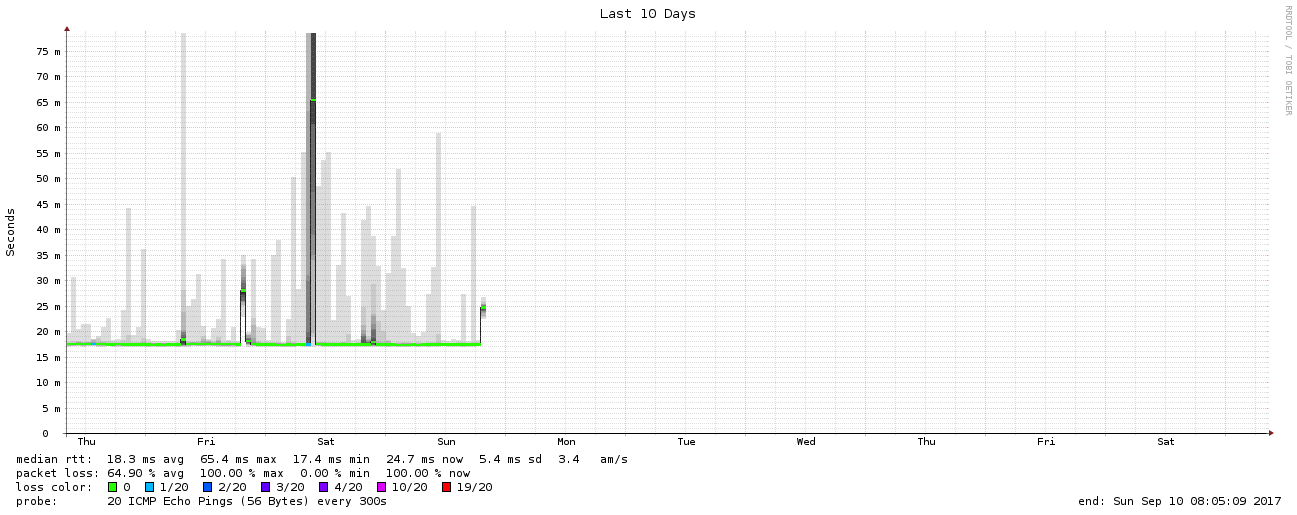 Last 10 Days
RRDTOOL / TOBI OETIKER
Seconds
75 m
70 m
65 m
60 m
55 m
50 m
45 m
40 m
35 m
30 m
25 m
20 m
15 m
10 m
5 m
0
Thu Fri Sat Sun Mon Tue Wed Thu Fri Sat
median rtt: 18.3 ms avg 65.4 ms max 17.4 ms min 24.7 ms now 5.4 ms sd 3.4 am/s
packet loss: 64.90 % avg 100.00 % max 0.00 % min 100.00 % now
loss color: 0 1/20 2/20 3/20 4/20 10/20 19/20
probe: 20 ICMP Echo Pings (56 Bytes) every 300s end: Sun Sep 10 08:05:09 2017